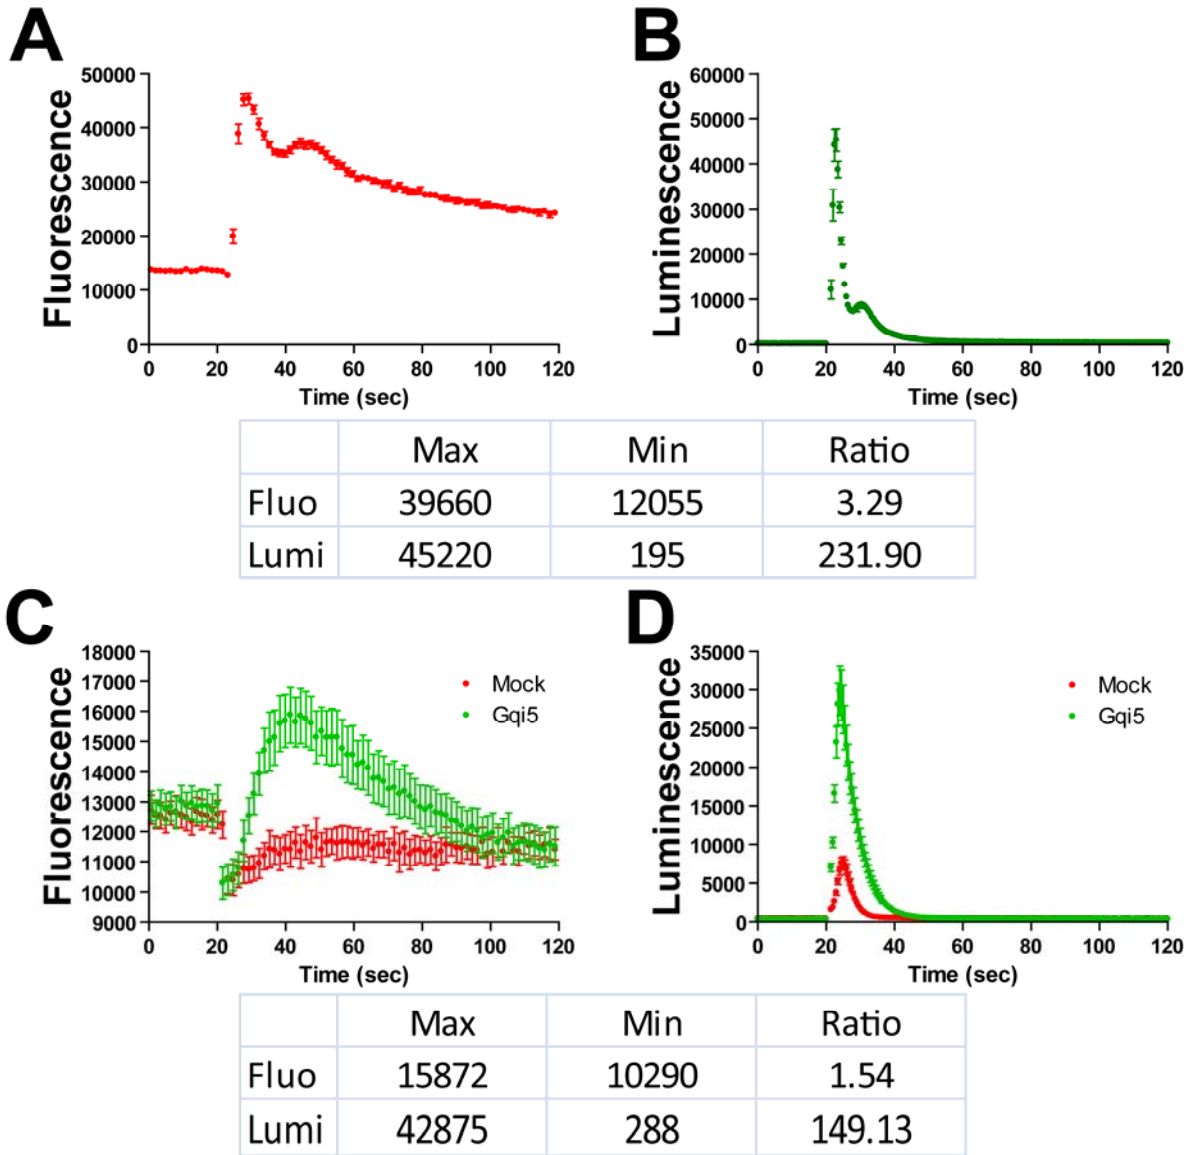 A
Fluorescence
50000
40000
30000
20000
10000
0
0 20 40 60 80 100 120
Time (sec)
B
Luminescence
60000
50000
40000
30000
20000
10000
0
0 20 40 60 80 100 120
Time (sec)
Max Min Ratio
Fluo 39660 12055 3.29
Lumi 45220 195 231.90
C
Fluorescence
18000
17000
16000
15000
14000
13000
12000
11000
10000
9000
Mock
Gqi5
0 20 40 60 80 100 120
Time (sec)
D
Luminescence
35000
30000
25000
20000
15000
10000
5000
0
Mock
Gqi5
0 20 40 60 80 100 120
Time (sec)
Max Min Ratio
Fluo 15872 10290 1.54
Lumi 42875 288 149.13